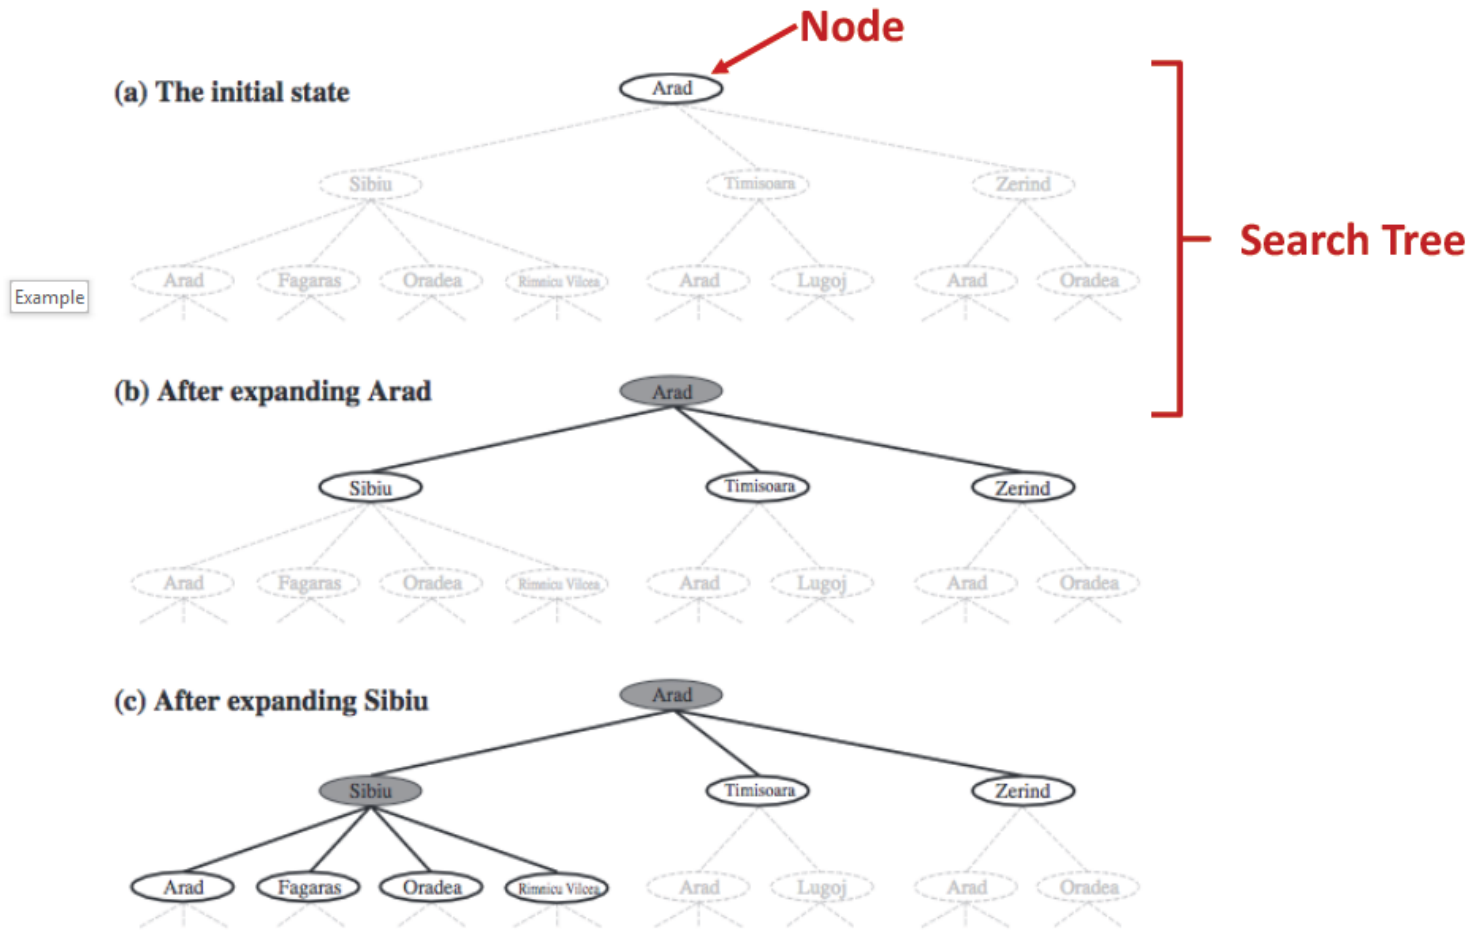 Node
(a) The initial state
Arad
Sibiu Timisoara Zerind
Search Tree
Arad Fagaras Oradea Rimnicu Vilcea Arad Lugoj Arad Oradea
Example
(b) After expanding Arad
Arad
Sibiu Timisoara Zerind
Arad Fagaras Oradea Rimnicu Vilcea Arad Lugoj Arad Oradea
(c) After expanding Sibiu
Arad
Sibiu Timisoara Zerind
Arad Fagaras Oradea Rimnicu Vilcea Arad Lugoj Arad Oradea